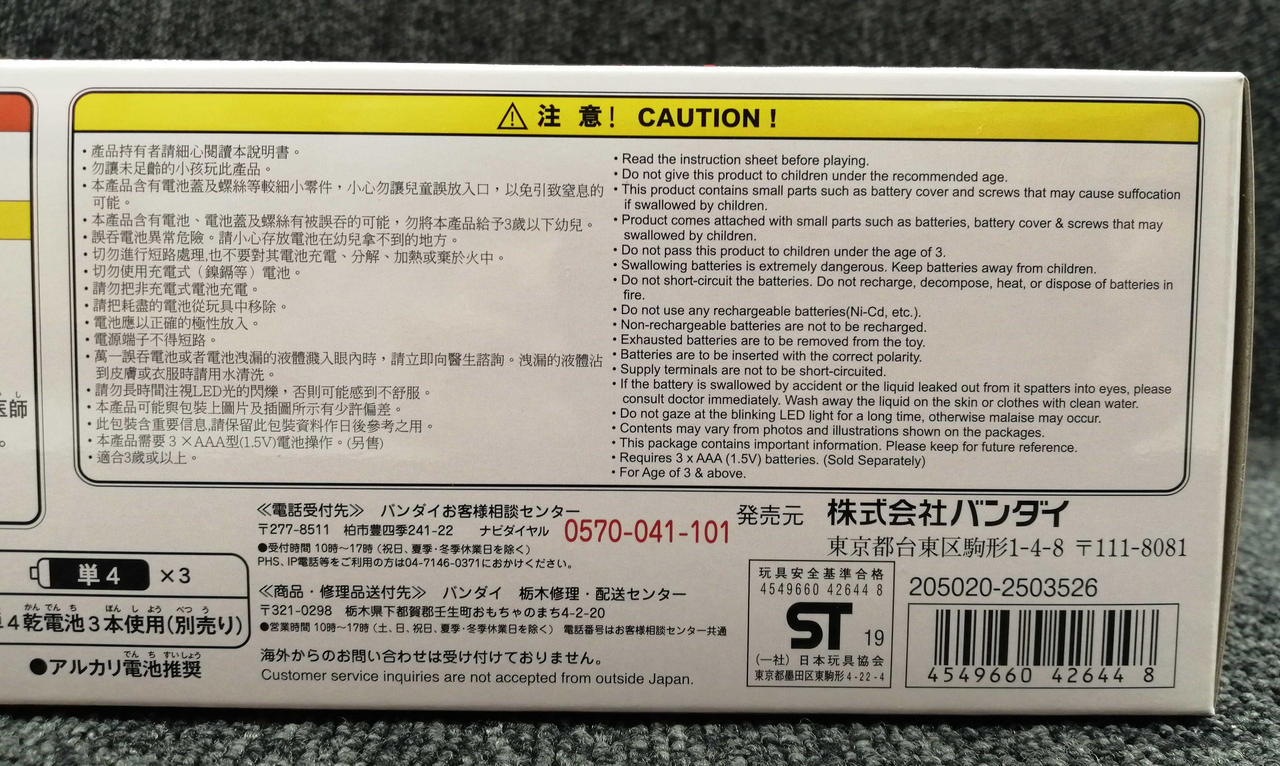 注 意! CAUTION!
・產品持有者請細心閱讀本說明書。
・勿讓未足齡的小孩玩此產品。
・本產品含有電池蓋及螺絲等較細小零件，小心勿讓兒童誤放入口，以免引致窒息的
可能。
・本產品含有電池、電池蓋及螺絲有被誤吞的可能，勿將本產品給予3歲以下幼兒。
・誤吞電池異常危險。請小心存放電池在幼兒拿不到的地方。
・切勿進行短路處理,也不要對其電池充電、分解、加熱或棄於火中。
・切勿使用充電式（鎳鎘等）電池。
・請勿把非充電式電池充電。
・請把耗盡的電池從玩具中移除。
・電池應以正確的極性放入。
・電源端子不得短路。
・萬一誤吞電池或者電池洩漏的液體濺入眼內時，請立即向醫生諮詢。洩漏的液體沾
到皮膚或衣服時請用水清洗。
・請勿長時間注視LED光的閃爍，否則可能感到不舒服。
・本產品可能與包裝上圖片及插圖所示有少許偏差。
・此包裝含重要信息,請保留此包裝資料作日後參考之用。
・本產品需要3×AAA型(1.5V)電池操作。(另售)
・適合3歲或以上。
・Read the instruction sheet before playing.
・Do not give this product to children under the recommended age.
・This product contains small parts such as battery cover and screws that may cause suffocation
if swallowed by children.
・Product comes attached with small parts such as batteries, battery cover & screws that may
swallowed by children.
・Do not pass this product to children under the age of 3.
・Swallowing batteries is extremely dangerous. Keep batteries away from children.
・Do not short-circuit the batteries. Do not recharge, decompose, heat, or dispose of batteries in
fire.
・Do not use any rechargeable batteries(Ni-Cd, etc.).
・Non-rechargeable batteries are not to be recharged.
・Exhausted batteries are to be removed from the toy.
・Batteries are to be inserted with the correct polarity.
・Supply terminals are not to be short-circuited.
・If the battery is swallowed by accident or the liquid leaked out from it spatters into eyes, please
consult doctor immediately. Wash away the liquid on the skin or clothes with clean water.
・Do not gaze at the blinking LED light for a long time, otherwise malaise may occur.
・Contents may vary from photos and illustrations shown on the packages.
・This package contains important information. Please keep for future reference.
・Requires 3 x AAA (1.5V) batteries. (Sold Separately)
・For Age of 3 & above.
し
医師
。
単4 ×3
かんでんち ぽんしよう べつう
4乾電池3本使用(別売り)
でんち すいしょう
●アルカリ電池推奨
≪電話受付先≫ バンダイお客様相談センター
〒277-8511 柏市豊四季241-22 ナビダイヤル 0570-041-101
●受付時間 10時〜17時（祝日、夏季・冬季休業日を除く）
PHS、IP電話等をご利用の方は04-7146-0371におかけください。
≪商品・修理品送付先≫ バンダイ 栃木修理・配送センター
〒321-0298 栃木県下都賀郡壬生町おもちゃのまち4-2-20
●営業時間 10時〜17時（土、日、祝日、夏季・冬季休業日を除く） 電話番号はお客様相談センター共通
海外からのお問い合わせは受け付けておりません。
Customer service inquiries are not accepted from outside Japan.
発売元 株式会社バンダイ
東京都台東区駒形1-4-8 〒111-8081
玩具安全基準合格
4549660 42644 8
ST 19
(一社) 日本玩具協会
東京都墨田区東駒形4-22-4
205020-2503526
4549660 42644 8